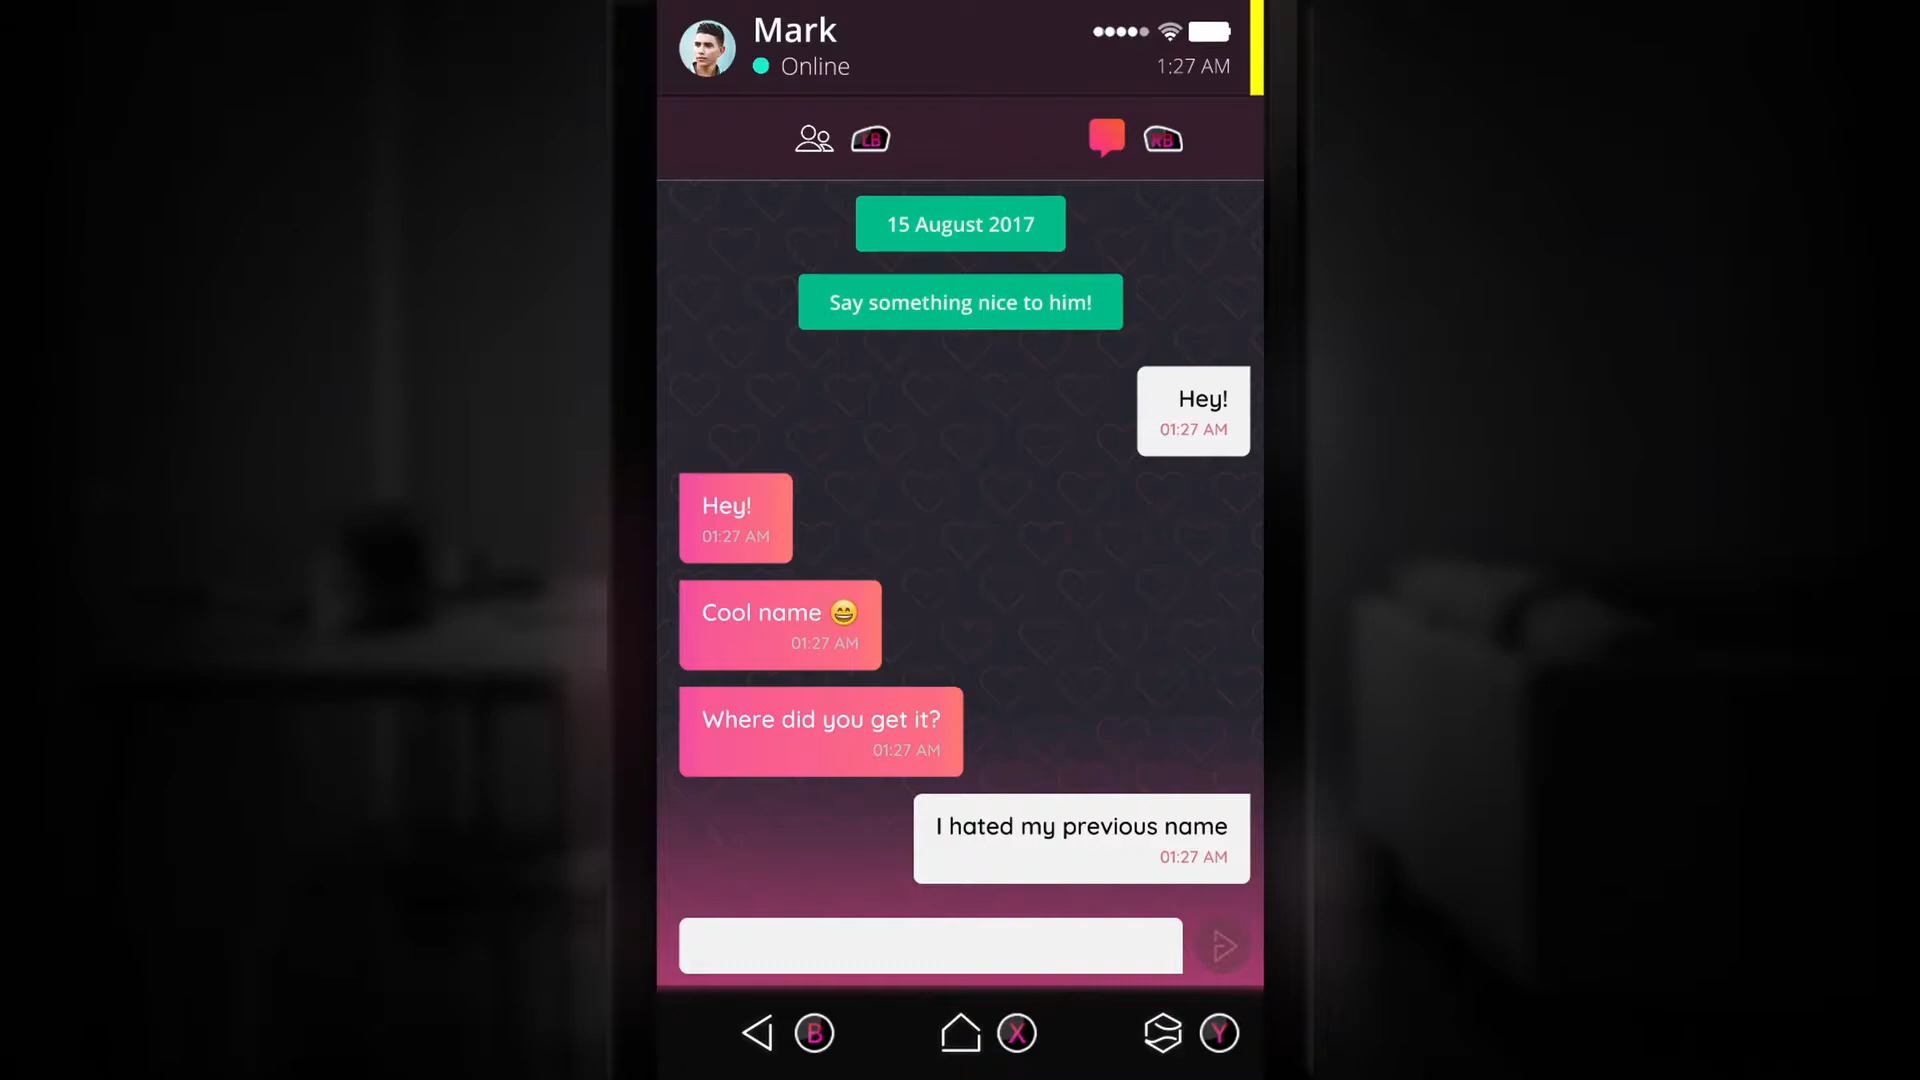 Mark
Online
1:27 AM
LB
RB
15 August 2017
Say something nice to him!
Hey!
01:27 AM
Hey!
01:27 AM
Cool name 😄
01:27 AM
Where did you get it?
01:27 AM
I hated my previous name
01:27 AM
B
X
Y